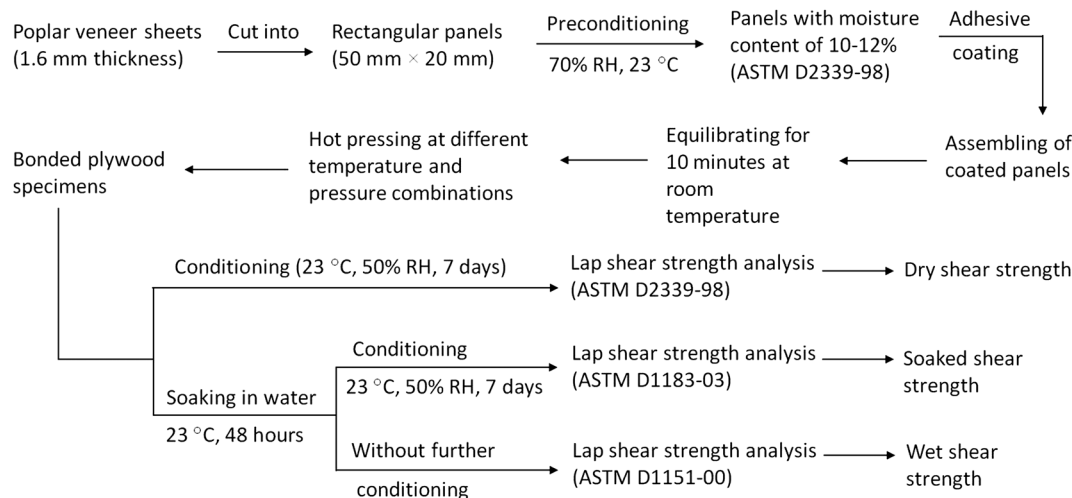 Poplar veneer sheets
(1.6 mm thickness)
Cut into
Rectangular panels
(50 mm × 20 mm)
Preconditioning
70% RH, 23 °C
Panels with moisture
content of 10-12%
(ASTM D2339-98)
Adhesive
coating
Assembling of
coated panels
Equilibrating for
10 minutes at
room
temperature
Hot pressing at different
temperature and
pressure combinations
Bonded plywood
specimens
Conditioning (23 °C, 50% RH, 7 days)
Lap shear strength analysis
(ASTM D2339-98)
Dry shear strength
Soaking in water
23 °C, 48 hours
Conditioning
23 °C, 50% RH, 7 days
Lap shear strength analysis
(ASTM D1183-03)
Soaked shear
strength
Without further
conditioning
Lap shear strength analysis
(ASTM D1151-00)
Wet shear
strength